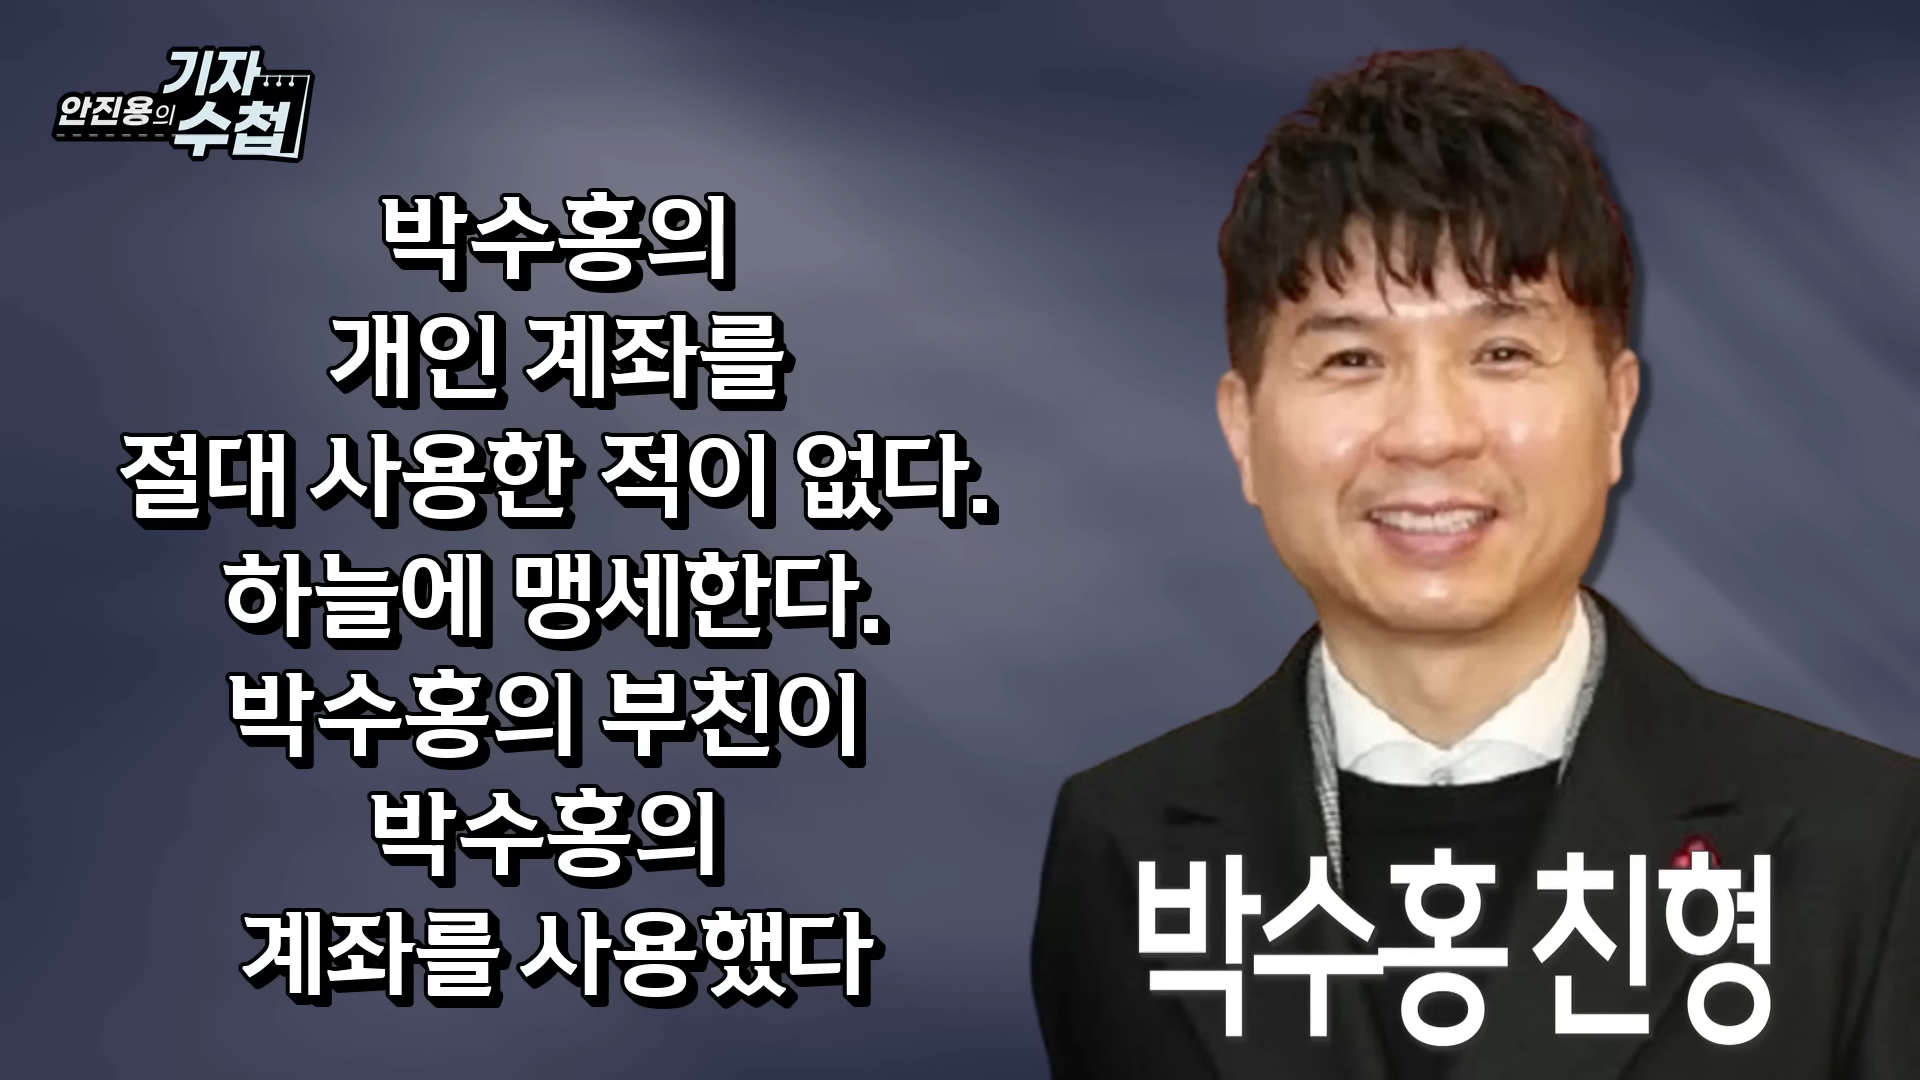 안진용의 기자수첩
박수홍의
개인 계좌를
절대 사용한 적이 없다.
하늘에 맹세한다.
박수홍의 부친이
박수홍의
계좌를 사용했다
박수홍 친형